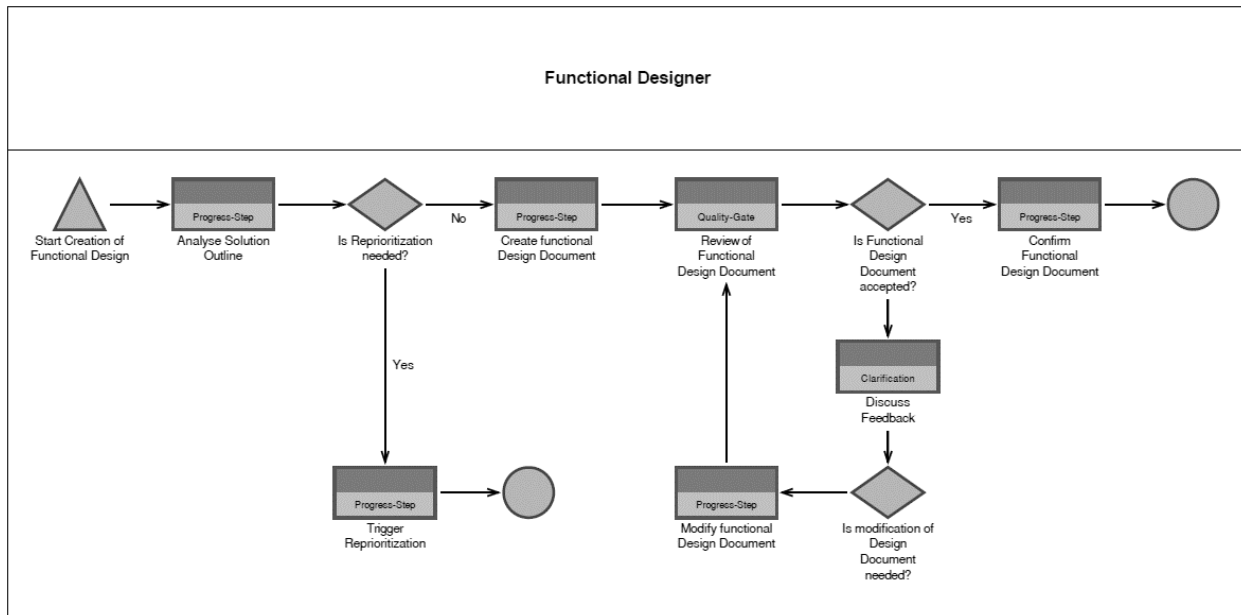 Functional Designer
Progress-Step
Progress-Step
Quality-Gate
Progress-Step
No
Yes
Start Creation of
Functional Design
Analyse Solution
Outline
Is Reprioritization
needed?
Create functional
Design Document
Review of
Functional
Design Document
Is Functional
Design
Document
accepted?
Confirm
Functional
Design Document
Yes
Clarification
Discuss
Feedback
Progress-Step
Trigger
Reprioritization
Progress-Step
Modify functional
Design Document
Is modification of
Design
Document
needed?